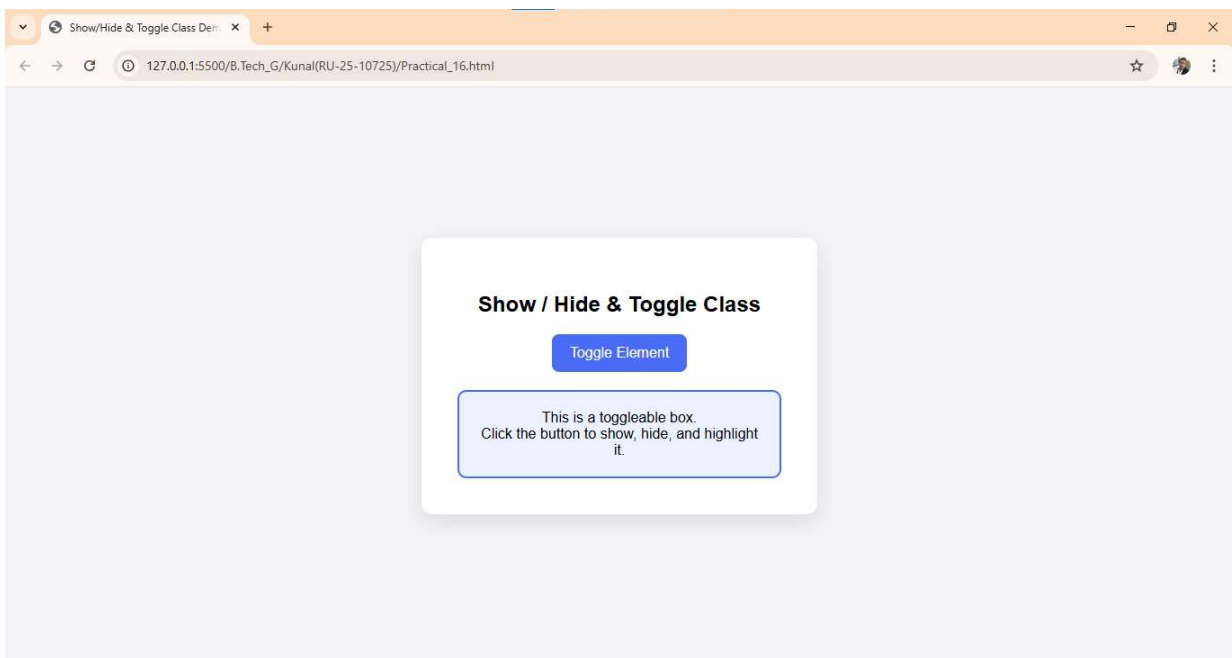 Show/Hide & Toggle Class Dem
127.0.0.1:5500/B.Tech_G/Kunal(RU-25-10725)/Practical_16.html
Show / Hide & Toggle Class
Toggle Element
This is a toggleable box.
Click the button to show, hide, and highlight
it.